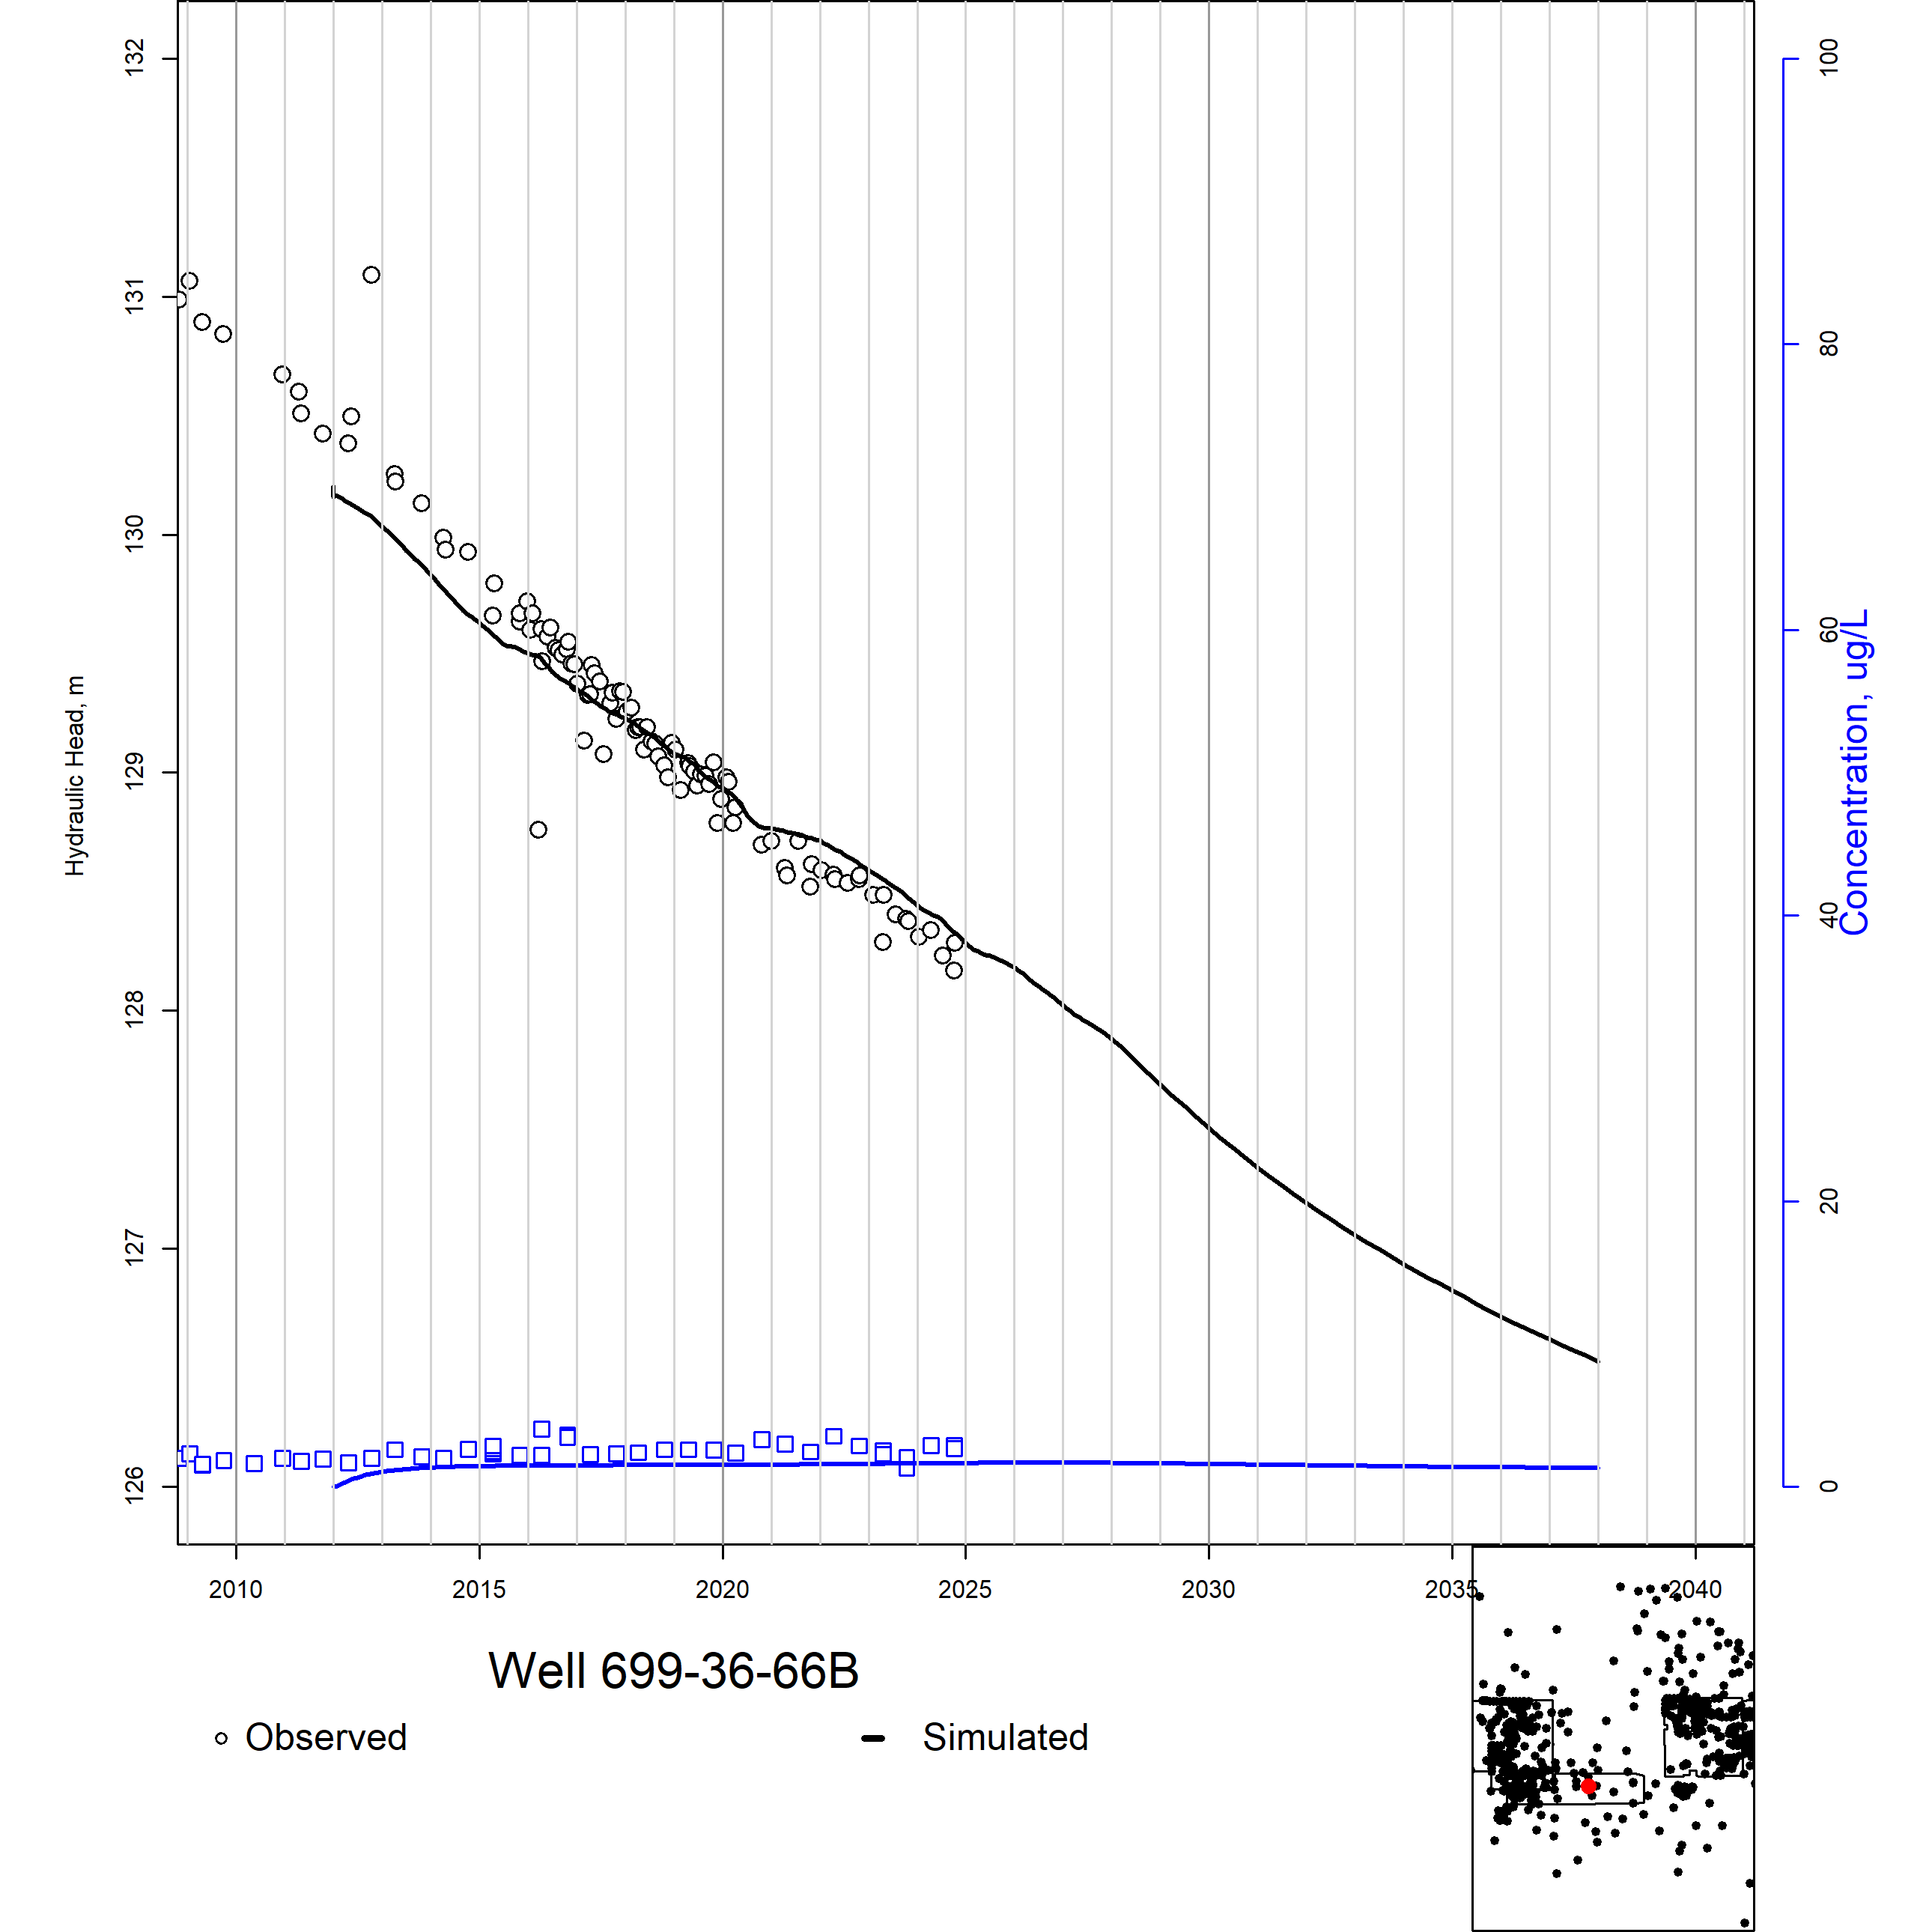 132
131
130
129
128
127
126
Hydraulic Head, m
100
80
60
40
20
0
Concentration, ug/L
2010 2015 2020 2025 2030 2035 2040
Well 699-36-66B
Observed Simulated